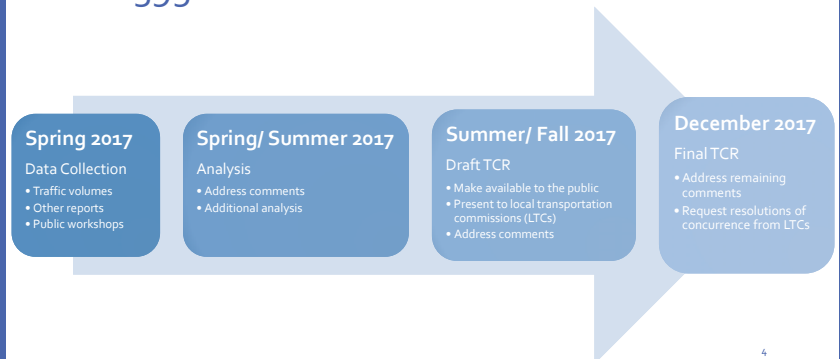 Spring 2017
Data Collection
• Traffic volumes
• Other reports
• Public workshops
Spring/ Summer 2017
Analysis
• Address comments
• Additional analysis
Summer/ Fall 2017
Draft TCR
• Make available to the public
• Present to local transportation
commissions (LTCs)
• Address comments
December 2017
Final TCR
• Address remaining
comments
• Request resolutions of
concurrence from LTCs
4